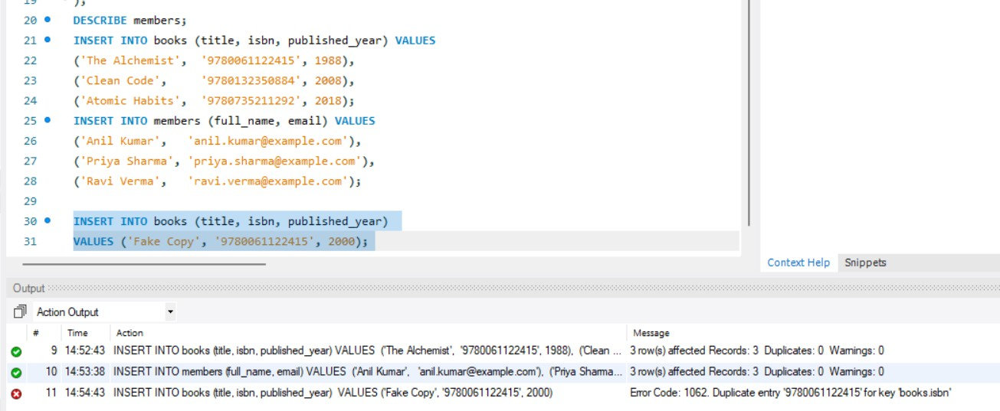 19 );
20 DESCRIBE members;
21 INSERT INTO books (title, isbn, published_year) VALUES
22 ('The Alchemist', '9780061122415', 1988),
23 ('Clean Code', '9780132350884', 2008),
24 ('Atomic Habits', '9780735211292', 2018);
25 INSERT INTO members (full_name, email) VALUES
26 ('Anil Kumar', 'anil.kumar@example.com'),
27 ('Priya Sharma', 'priya.sharma@example.com'),
28 ('Ravi Verma', 'ravi.verma@example.com');
29
30 INSERT INTO books (title, isbn, published_year)
31 VALUES ('Fake Copy', '9780061122415', 2000);
Context Help Snippets
Output
Action Output
# Time Action Message
9 14:52:43 INSERT INTO books (title, isbn, published_year) VALUES ('The Alchemist', '9780061122415', 1988), ('Clean ... 3 row(s) affected Records: 3 Duplicates: 0 Warnings: 0
10 14:53:38 INSERT INTO members (full_name, email) VALUES ('Anil Kumar', 'anil.kumar@example.com'), ('Priya Sharma... 3 row(s) affected Records: 3 Duplicates: 0 Warnings: 0
11 14:54:43 INSERT INTO books (title, isbn, published_year) VALUES ('Fake Copy', '9780061122415', 2000) Error Code: 1062. Duplicate entry '9780061122415' for key 'books.isbn'